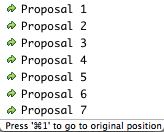 Proposal 1
Proposal 2
Proposal 3
Proposal 4
Proposal 5
Proposal 6
Proposal 7
Press '⌘1' to go to original position